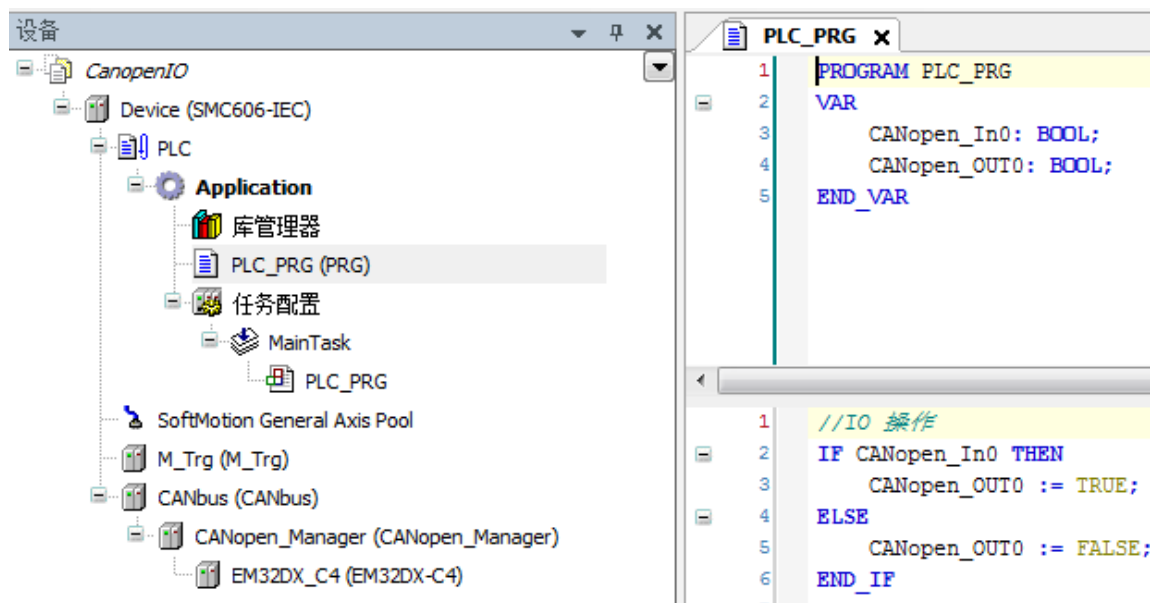 设备
CanopenIO
Device (SMC606-IEC)
PLC
Application
库管理器
PLC_PRG (PRG)
任务配置
MainTask
PLC_PRG
SoftMotion General Axis Pool
M_Trg (M_Trg)
CANbus (CANbus)
CANopen_Manager (CANopen_Manager)
EM32DX_C4 (EM32DX-C4)
PLC_PRG
1 PROGRAM PLC_PRG
2 VAR
3 CANopen_In0: BOOL;
4 CANopen_OUT0: BOOL;
5 END_VAR
1 //IO 操作
2 IF CANopen_In0 THEN
3 CANopen_OUT0 := TRUE;
4 ELSE
5 CANopen_OUT0 := FALSE;
6 END_IF